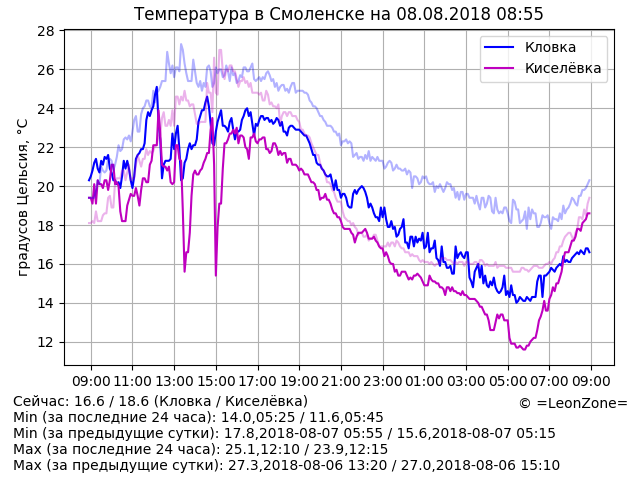 Температура в Смоленске на 08.08.2018 08:55
28
26
24
22
20
18
16
14
12
градусов Цельсия, °C
Кловка
Киселёвка
09:00 11:00 13:00 15:00 17:00 19:00 21:00 23:00 01:00 03:00 05:00 07:00 09:00
Сейчас: 16.6 / 18.6 (Кловка / Киселёвка)
© =LeonZone=
Min (за последние 24 часа): 14.0,05:25 / 11.6,05:45
Min (за предыдущие сутки): 17.8,2018-08-07 05:55 / 15.6,2018-08-07 05:15
Max (за последние 24 часа): 25.1,12:10 / 23.9,12:15
Max (за предыдущие сутки): 27.3,2018-08-06 13:20 / 27.0,2018-08-06 15:10